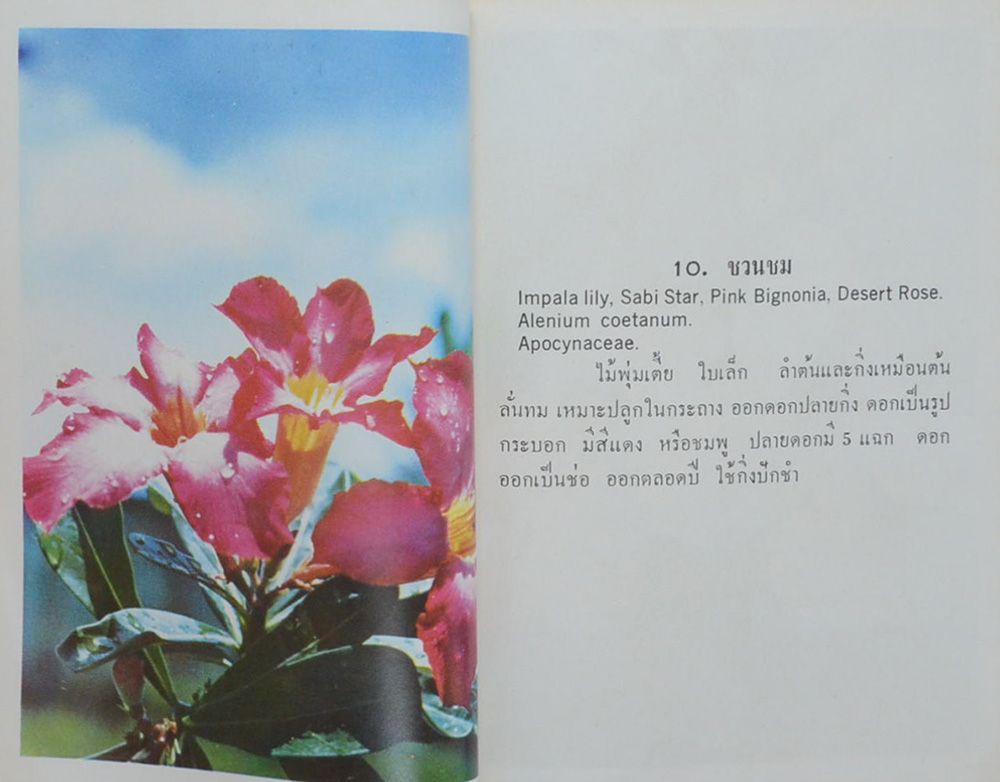 10. ชวนชม
Impala lily, Sabi Star, Pink Bignonia, Desert Rose.
Alenium coetanum.
Apocynaceae.
ไม้พุ่มเตี้ย ใบเล็ก ลำต้นและกิ่งเหมือนต้น
ลั่นทม เหมาะปลูกในกระถาง ออกดอกปลายกิ่ง ดอกเป็นรูป
กระบอก มีสีแดง หรือชมพู ปลายดอกมี 5 แฉก ดอก
ออกเป็นช่อ ออกตลอดปี ใช้กิ่งปักชำ